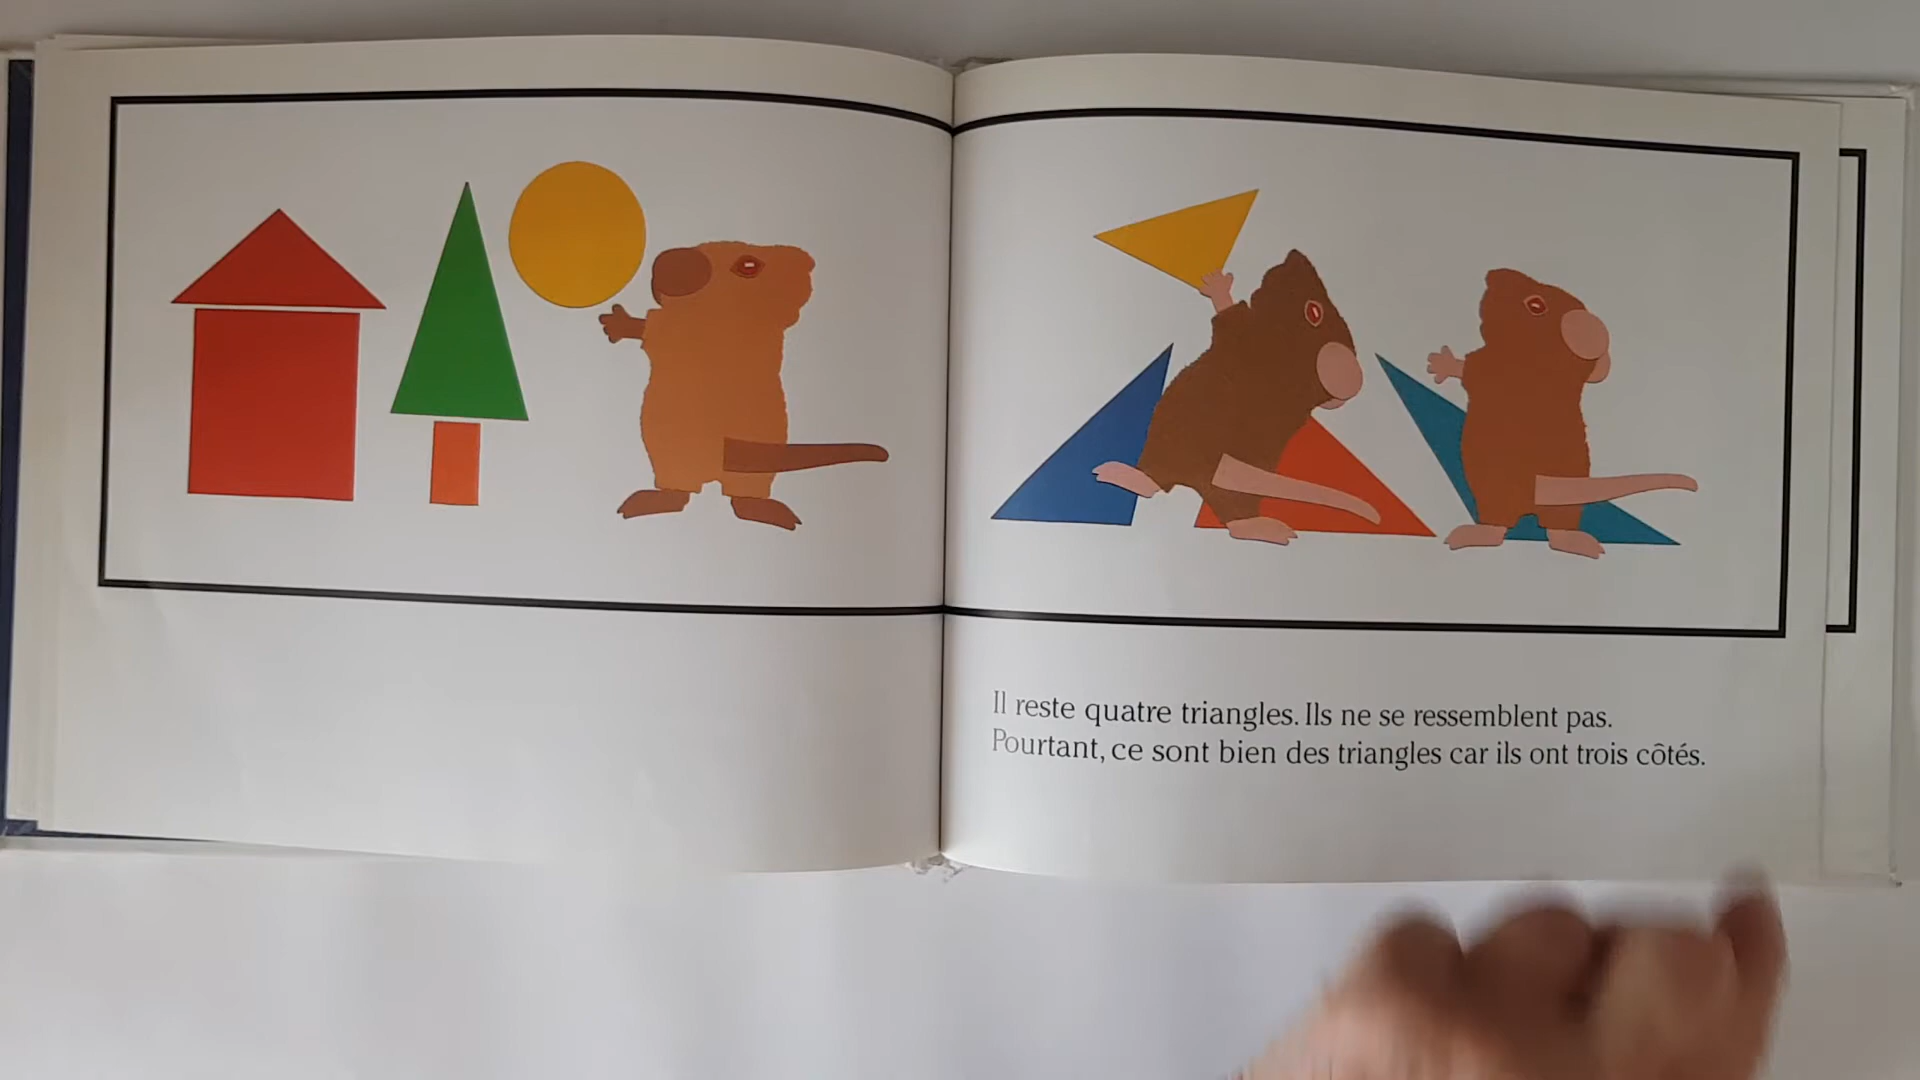 Il reste quatre triangles. Ils ne se ressemblent pas.
Pourtant, ce sont bien des triangles car ils ont trois côtés.